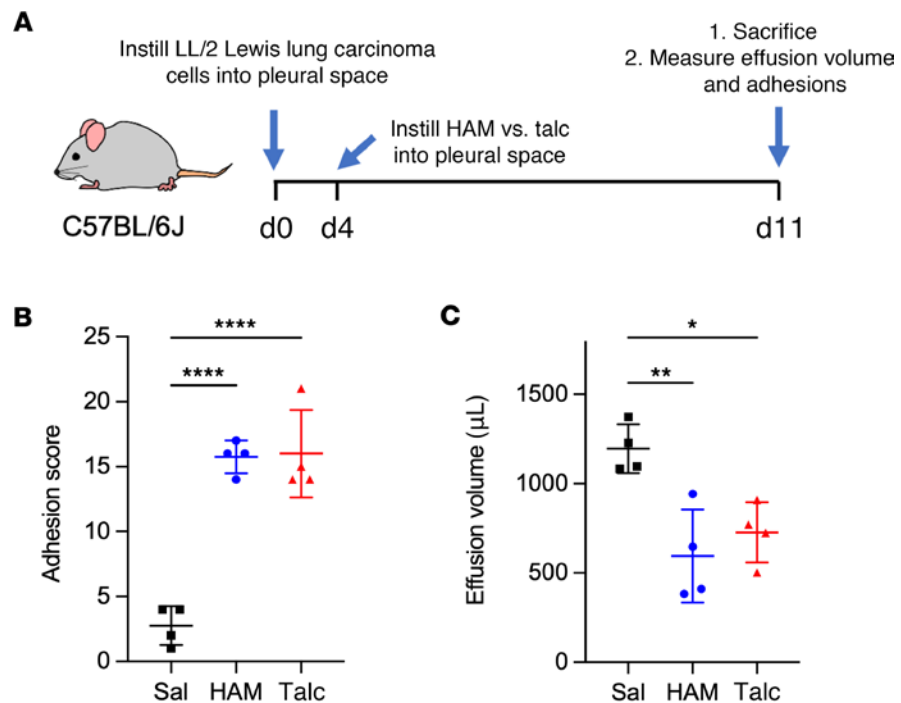 A
Instill LL/2 Lewis lung carcinoma
cells into pleural space
1. Sacrifice
2. Measure effusion volume
and adhesions
Instill HAM vs. talc
into pleural space
C57BL/6J
d0
d4
d11
B
****
****
Adhesion score
25
20
15
10
5
0
Sal
HAM
Talc
C
*
**
Effusion volume (μL)
1500
1000
500
0
Sal
HAM
Talc